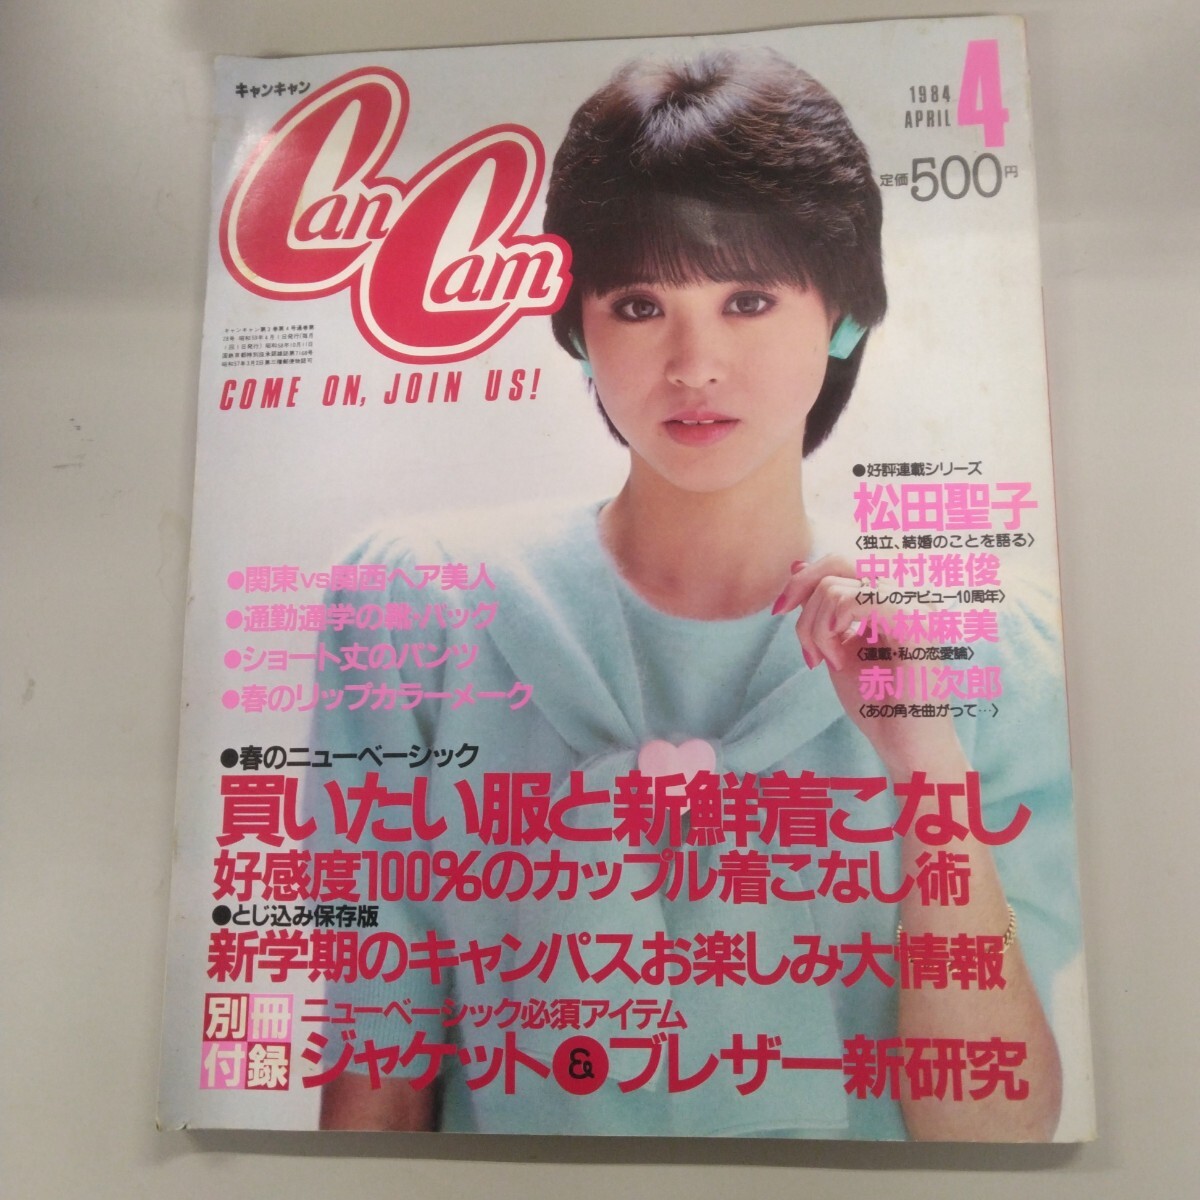 キャンキャン
CanCam
1984
APRIL
4
定価500円
COME ON, JOIN US!
●好評連載シリーズ
松田聖子
〈独立、結婚のことを語る〉
中村雅俊
〈オレのデビュー10周年〉
小林麻美
〈連載・私の恋愛論〉
赤川次郎
〈あの角を曲がって…〉
●関東vs関西ヘア美人
●通勤通学の靴・バッグ
●ショート丈のパンツ
●春のリップカラーメーク
●春のニューベーシック
買いたい服と新鮮着こなし
好感度100%のカップル着こなし術
●とじ込み保存版
新学期のキャンパスお楽しみ大情報
別冊付録
ニューベーシック必須アイテム
ジャケット&ブレザー新研究